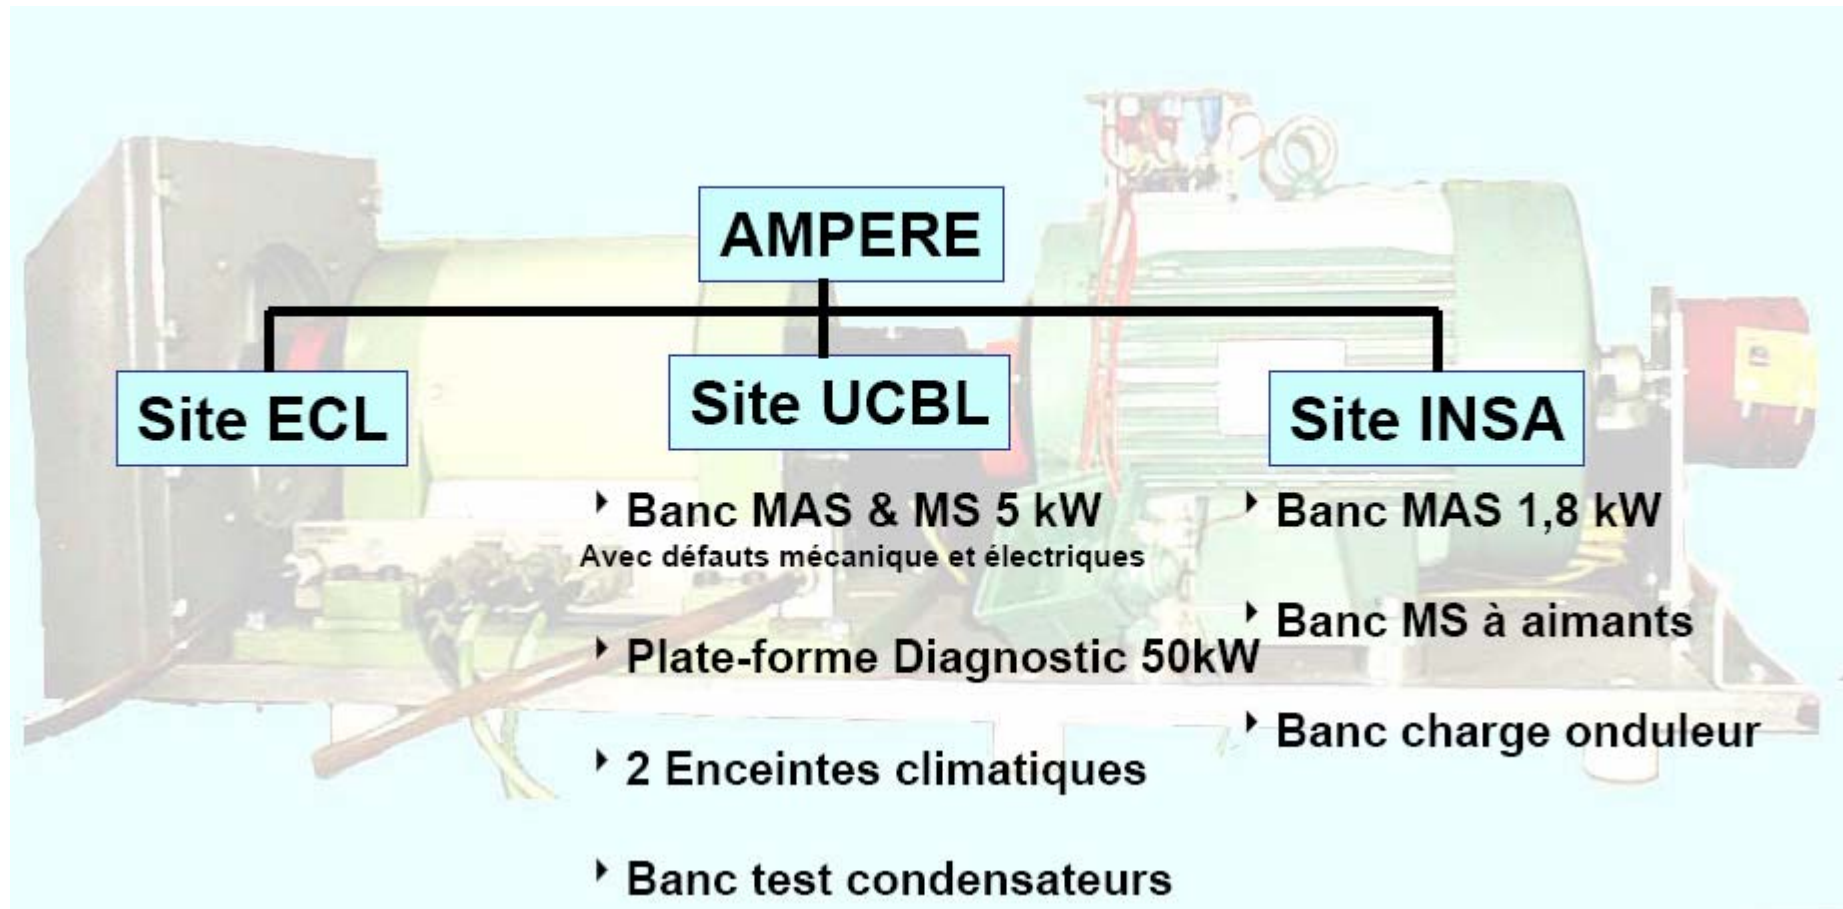 AMPERE
Site ECL
Site UCBL
Site INSA
Banc MAS & MS 5 kW
Avec défauts mécanique et électriques
Plate-forme Diagnostic 50kW
2 Enceintes climatiques
Banc test condensateurs
Banc MAS 1,8 kW
Banc MS à aimants
Banc charge onduleur